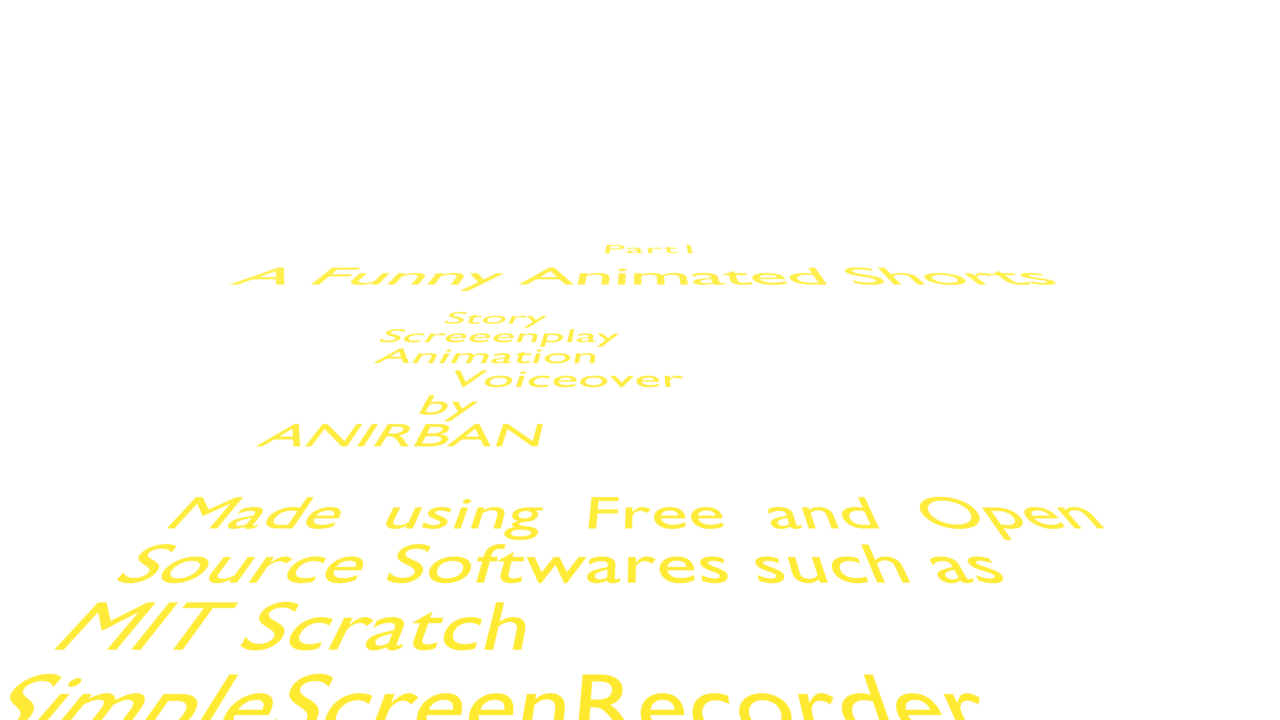 Part I
A Funny Animated Shorts
Story
Screeenplay
Animation
Voiceover
by
ANIRBAN
Made using Free and Open
Source Softwares such as
MIT Scratch
SimpleScreenRecorder